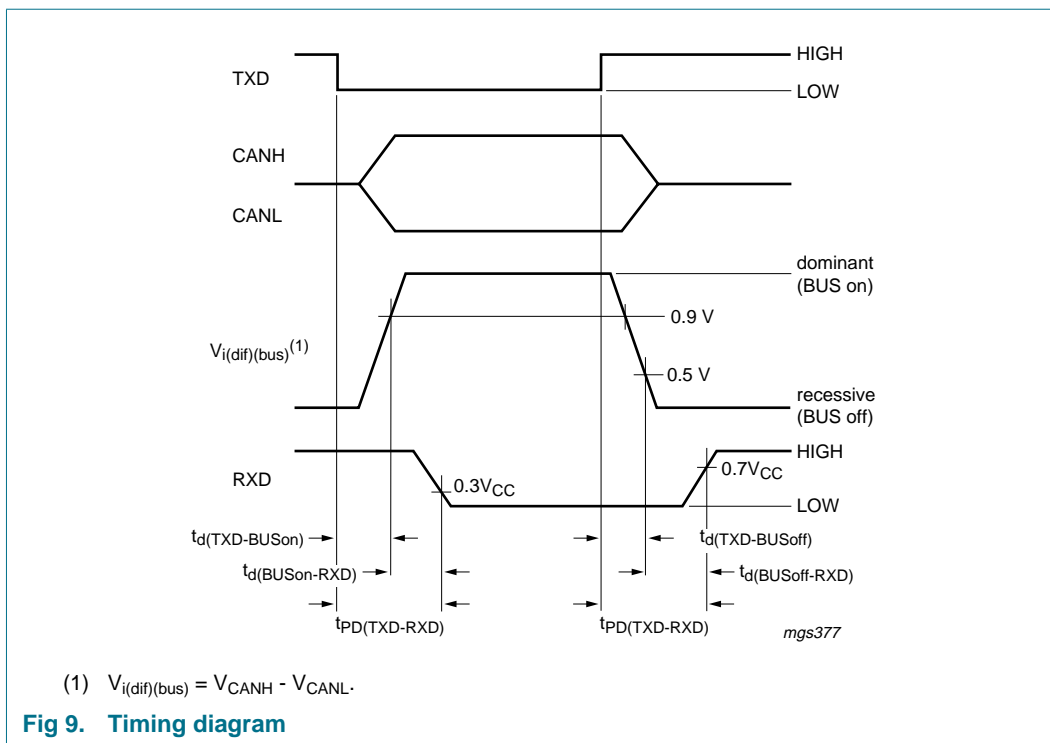 HIGH
TXD
LOW
CANH
CANL
dominant
(BUS on)
0.9 V
Vi(dif)(bus)(1)
0.5 V
recessive
(BUS off)
HIGH
0.7VCC
RXD
0.3VCC
LOW
td(TXD-BUSon)
td(TXD-BUSoff)
td(BUSon-RXD)
td(BUSoff-RXD)
tPD(TXD-RXD)
tPD(TXD-RXD)
mgs377
(1) Vi(dif)(bus) = VCANH - VCANL.
Fig 9. Timing diagram